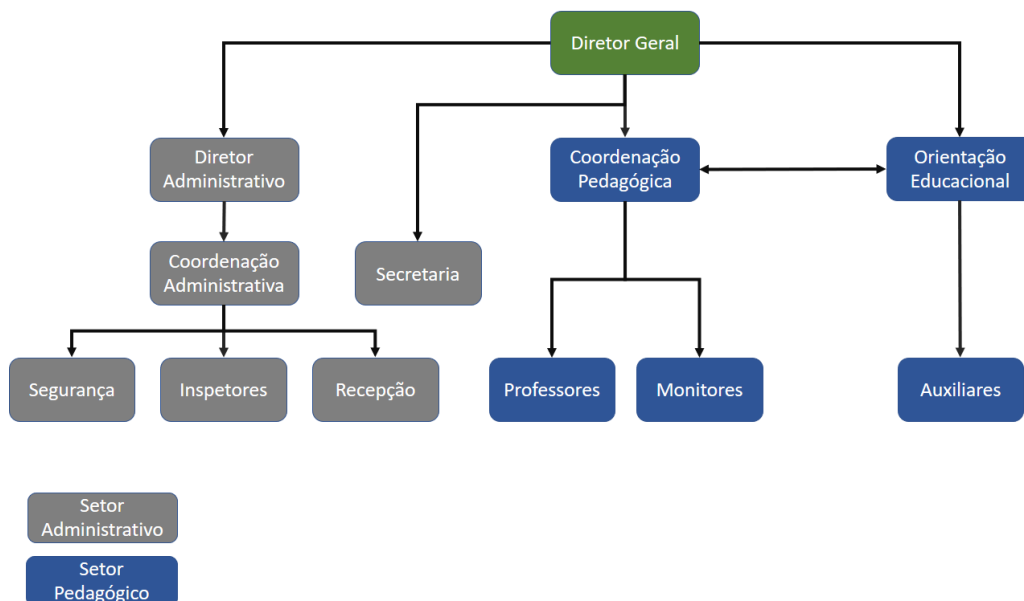 Diretor Geral
Diretor
Administrativo
Coordenação
Pedagógica
Orientação
Educacional
Coordenação
Administrativa
Secretaria
Segurança
Inspetores
Recepção
Professores
Monitores
Auxiliares
Setor
Administrativo
Setor
Pedagógico